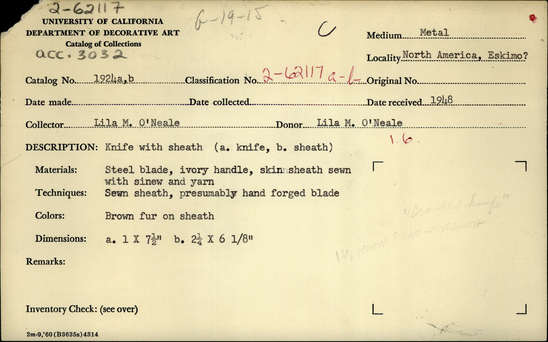 2-62117
6-19-15
UNIVERSITY OF CALIFORNIA
DEPARTMENT OF DECORATIVE ART
Catalog of Collections
acc. 3032
C
Medium Metal
Locality North America, Eskimo?
Catalog No. 1924a,b Classification No. 2-62117 a-b Original No.
Date made Date collected Date received 1948
Collector Lila M. O'Neale Donor Lila M. O'Neale
1.6.
DESCRIPTION: Knife with sheath (a. knife, b. sheath)
Materials: Steel blade, ivory handle, skin sheath sewn
with sinew and yarn
Techniques: Sewn sheath, presumably hand forged blade
Colors: Brown fur on sheath
Dimensions: a. 1 X 7½" b. 2¼ X 6 1/8"
Remarks:
Inventory Check: (see over)
2m-9,'60(B3635s)4314